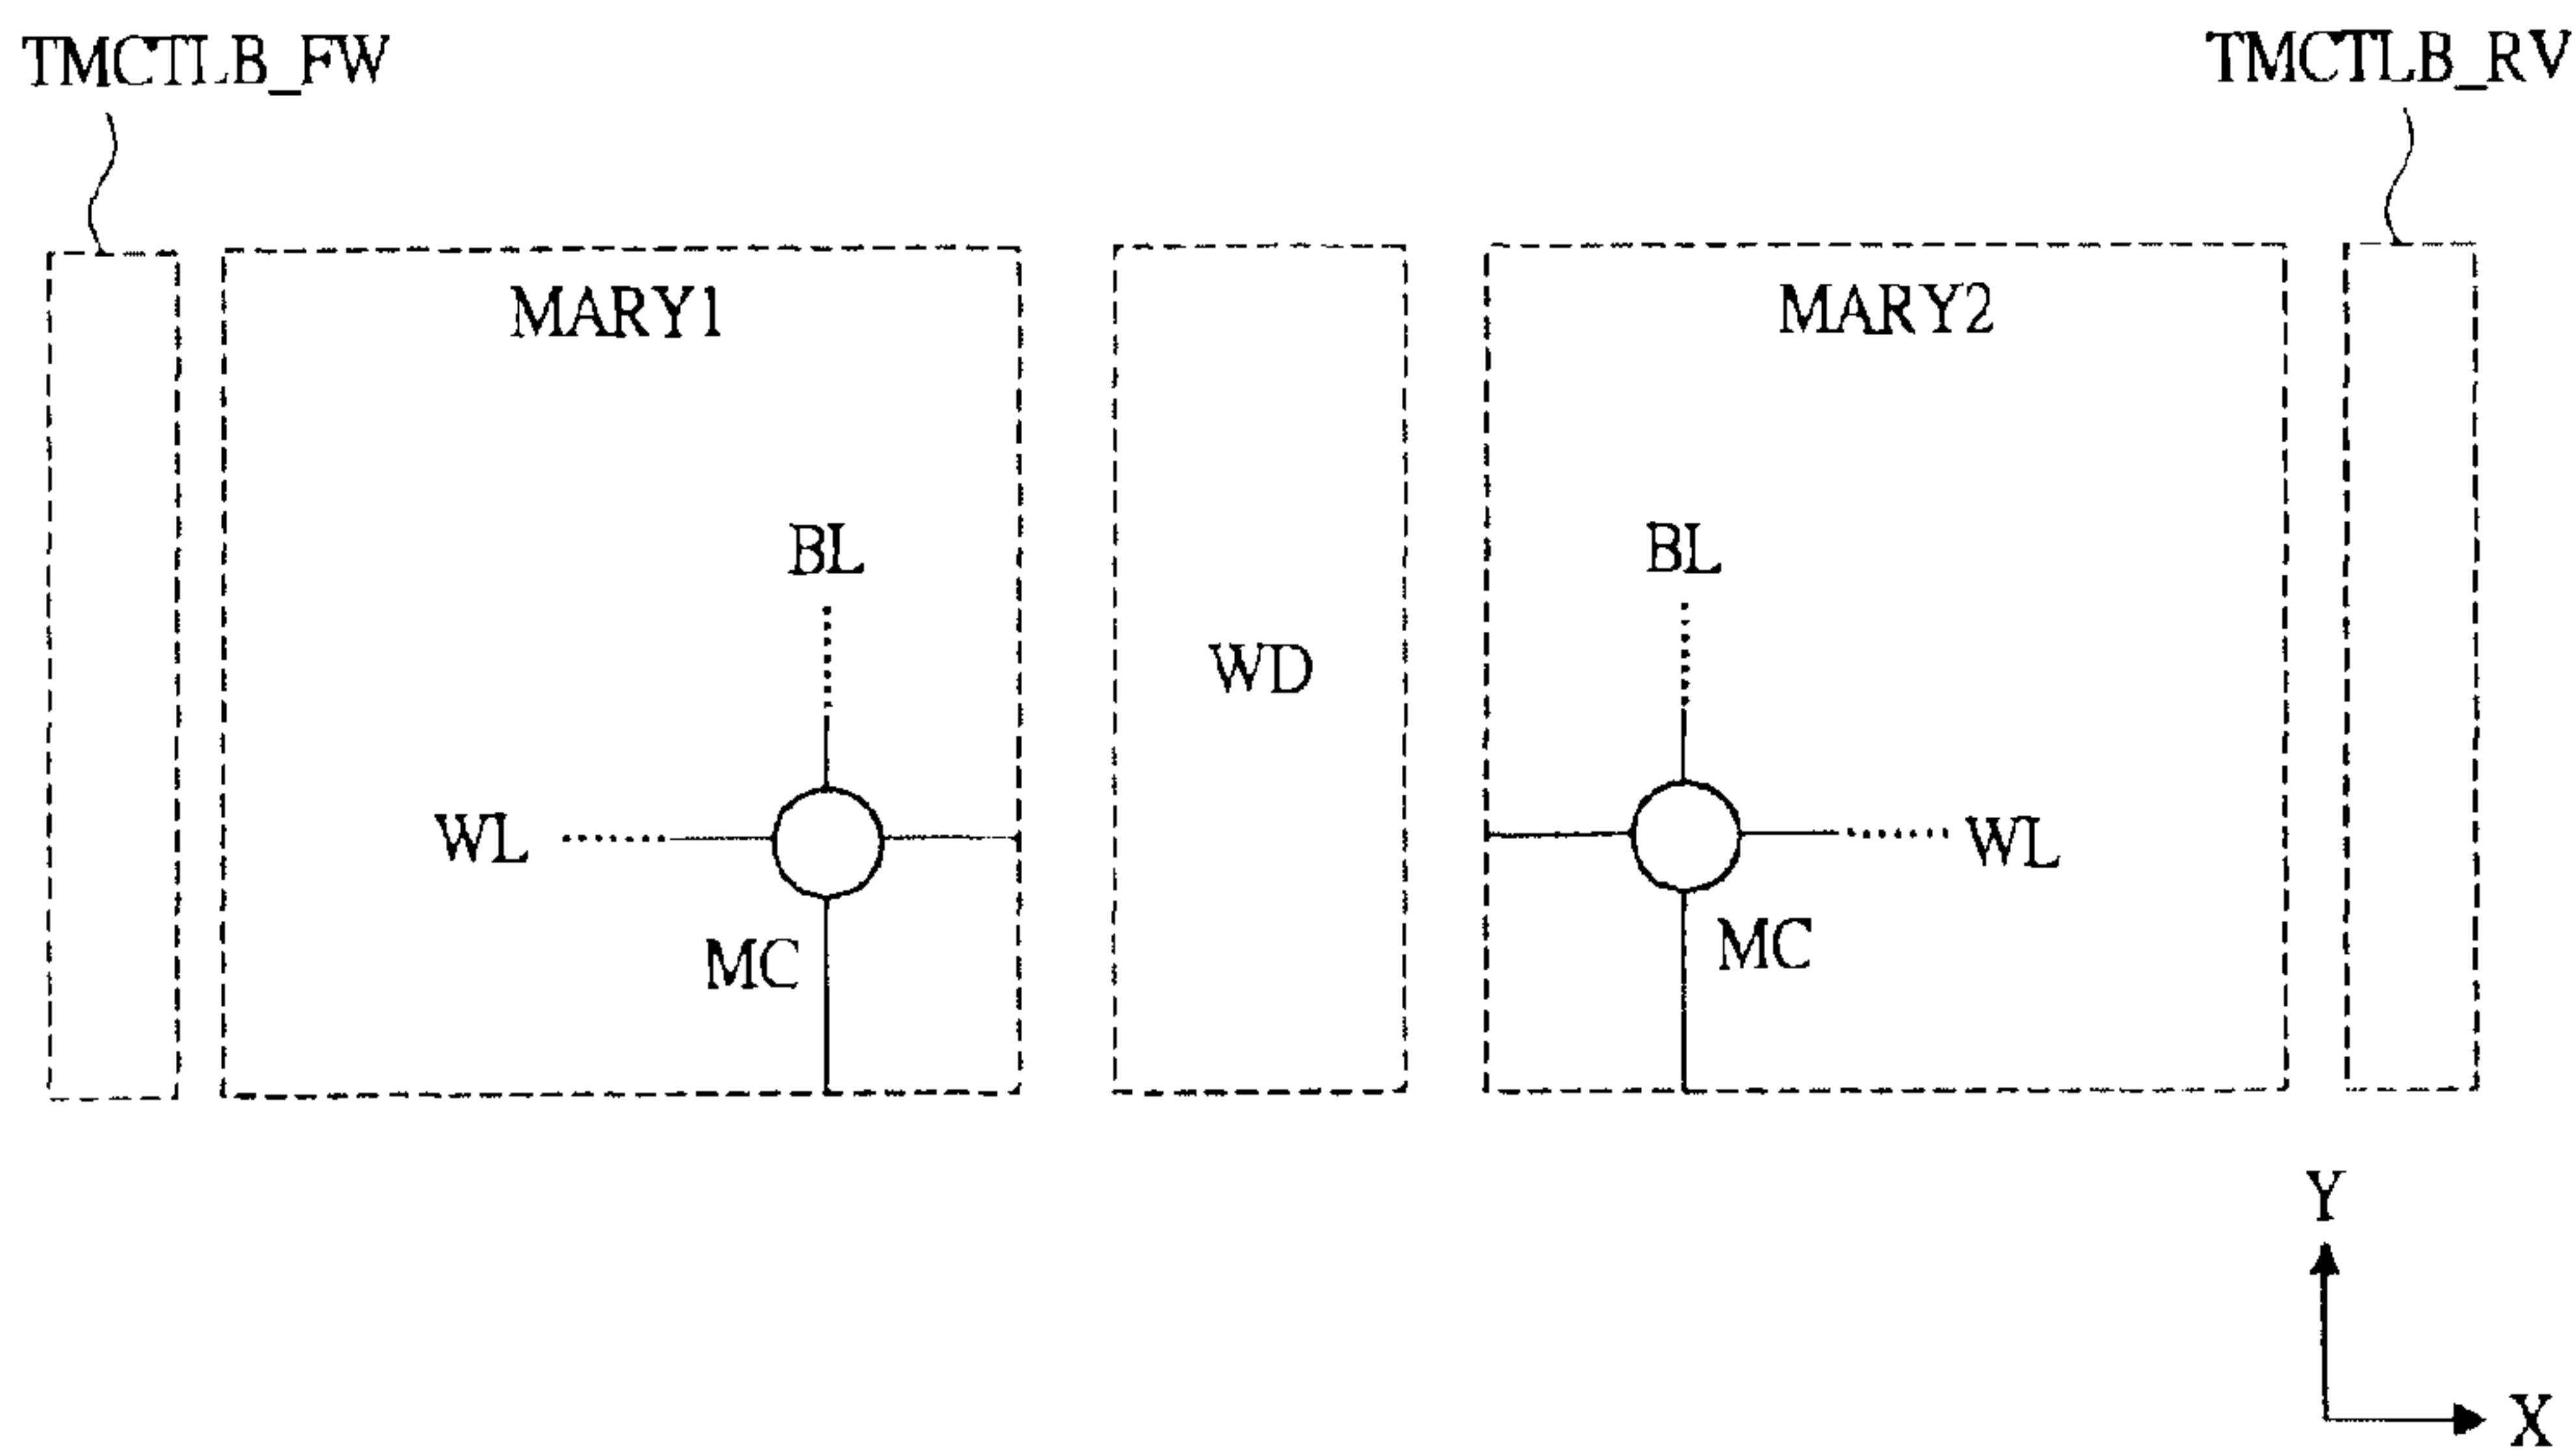 TMCTLB_FW TMCTLB_RV
MARY1 MARY2
BL BL
WD
WL WL
MC MC
Y
X